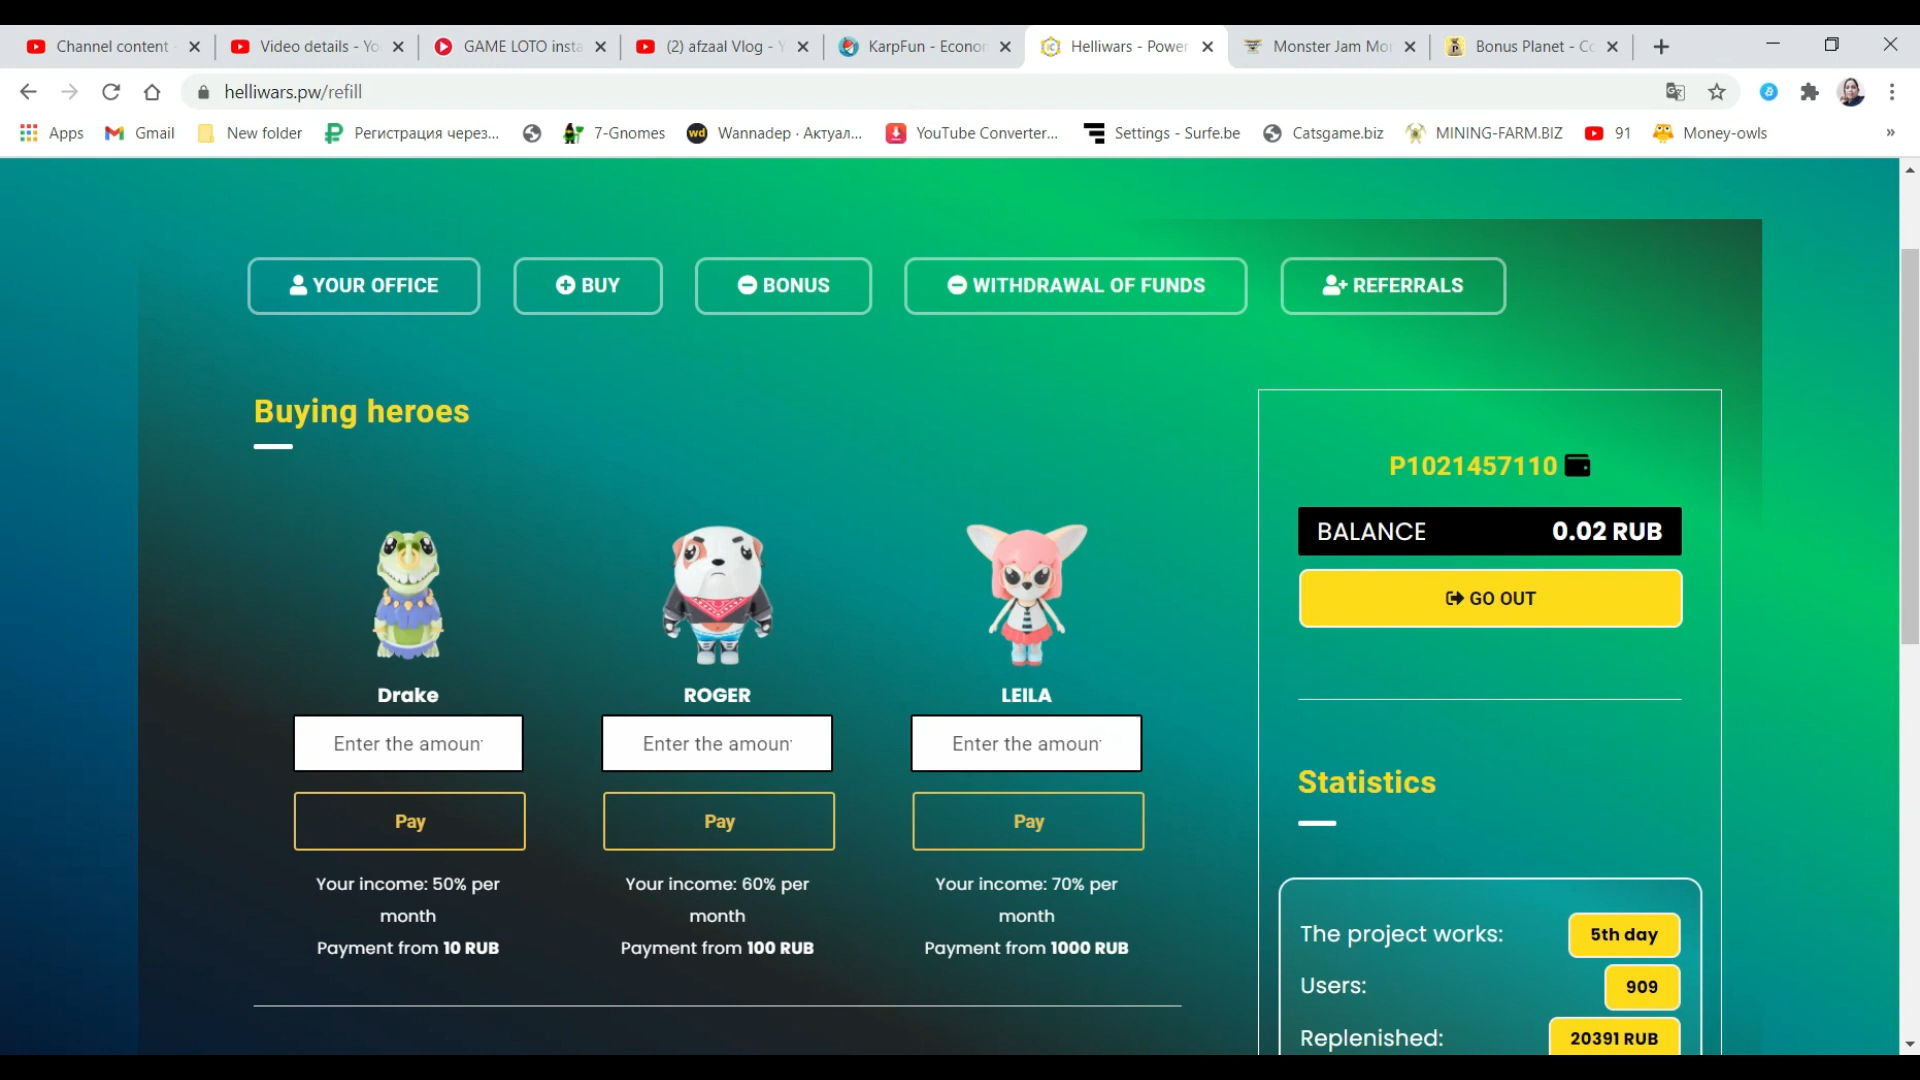 Channel content -
Video details - Yo
GAME LOTO insta
(2) afzaal Vlog - Y
KarpFun - Econor
Helliwars - Power
Monster Jam Mor
Bonus Planet - Co
helliwars.pw/refill
Apps
Gmail
New folder
Регистрация через...
7-Gnomes
wd
Wannadep · Актуал...
YouTube Converter...
Settings - Surfe.be
Catsgame.biz
MINING-FARM.BIZ
91
Money-owls
»
YOUR OFFICE
BUY
BONUS
WITHDRAWAL OF FUNDS
REFERRALS
Buying heroes
Drake
ROGER
LEILA
Enter the amoun
Enter the amoun
Enter the amoun
Pay
Pay
Pay
Your income: 50% per
month
Payment from 10 RUB
Your income: 60% per
month
Payment from 100 RUB
Your income: 70% per
month
Payment from 1000 RUB
P1021457110
BALANCE 0.02 RUB
GO OUT
Statistics
The project works: 5th day
Users: 909
Replenished: 20391 RUB